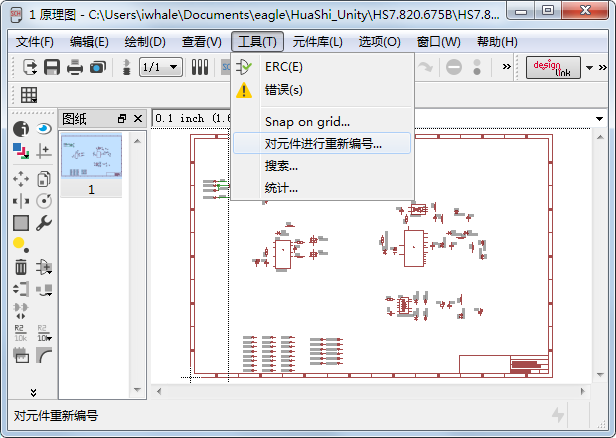 1 原理图 - C:\Users\iwhale\Documents\eagle\HuaShi_Unity\HS7.820.675B\HS7.8...
文件(F) 编辑(E) 绘制(D) 查看(V) 工具(T) 元件库(L) 选项(O) 窗口(W) 帮助(H)
1/1
design
link
ERC(E)
错误(s)
Snap on grid...
对元件进行重新编号...
搜索...
统计...
图纸
0.1 inch (1.6
1
R2
10k
R2
10k
对元件重新编号